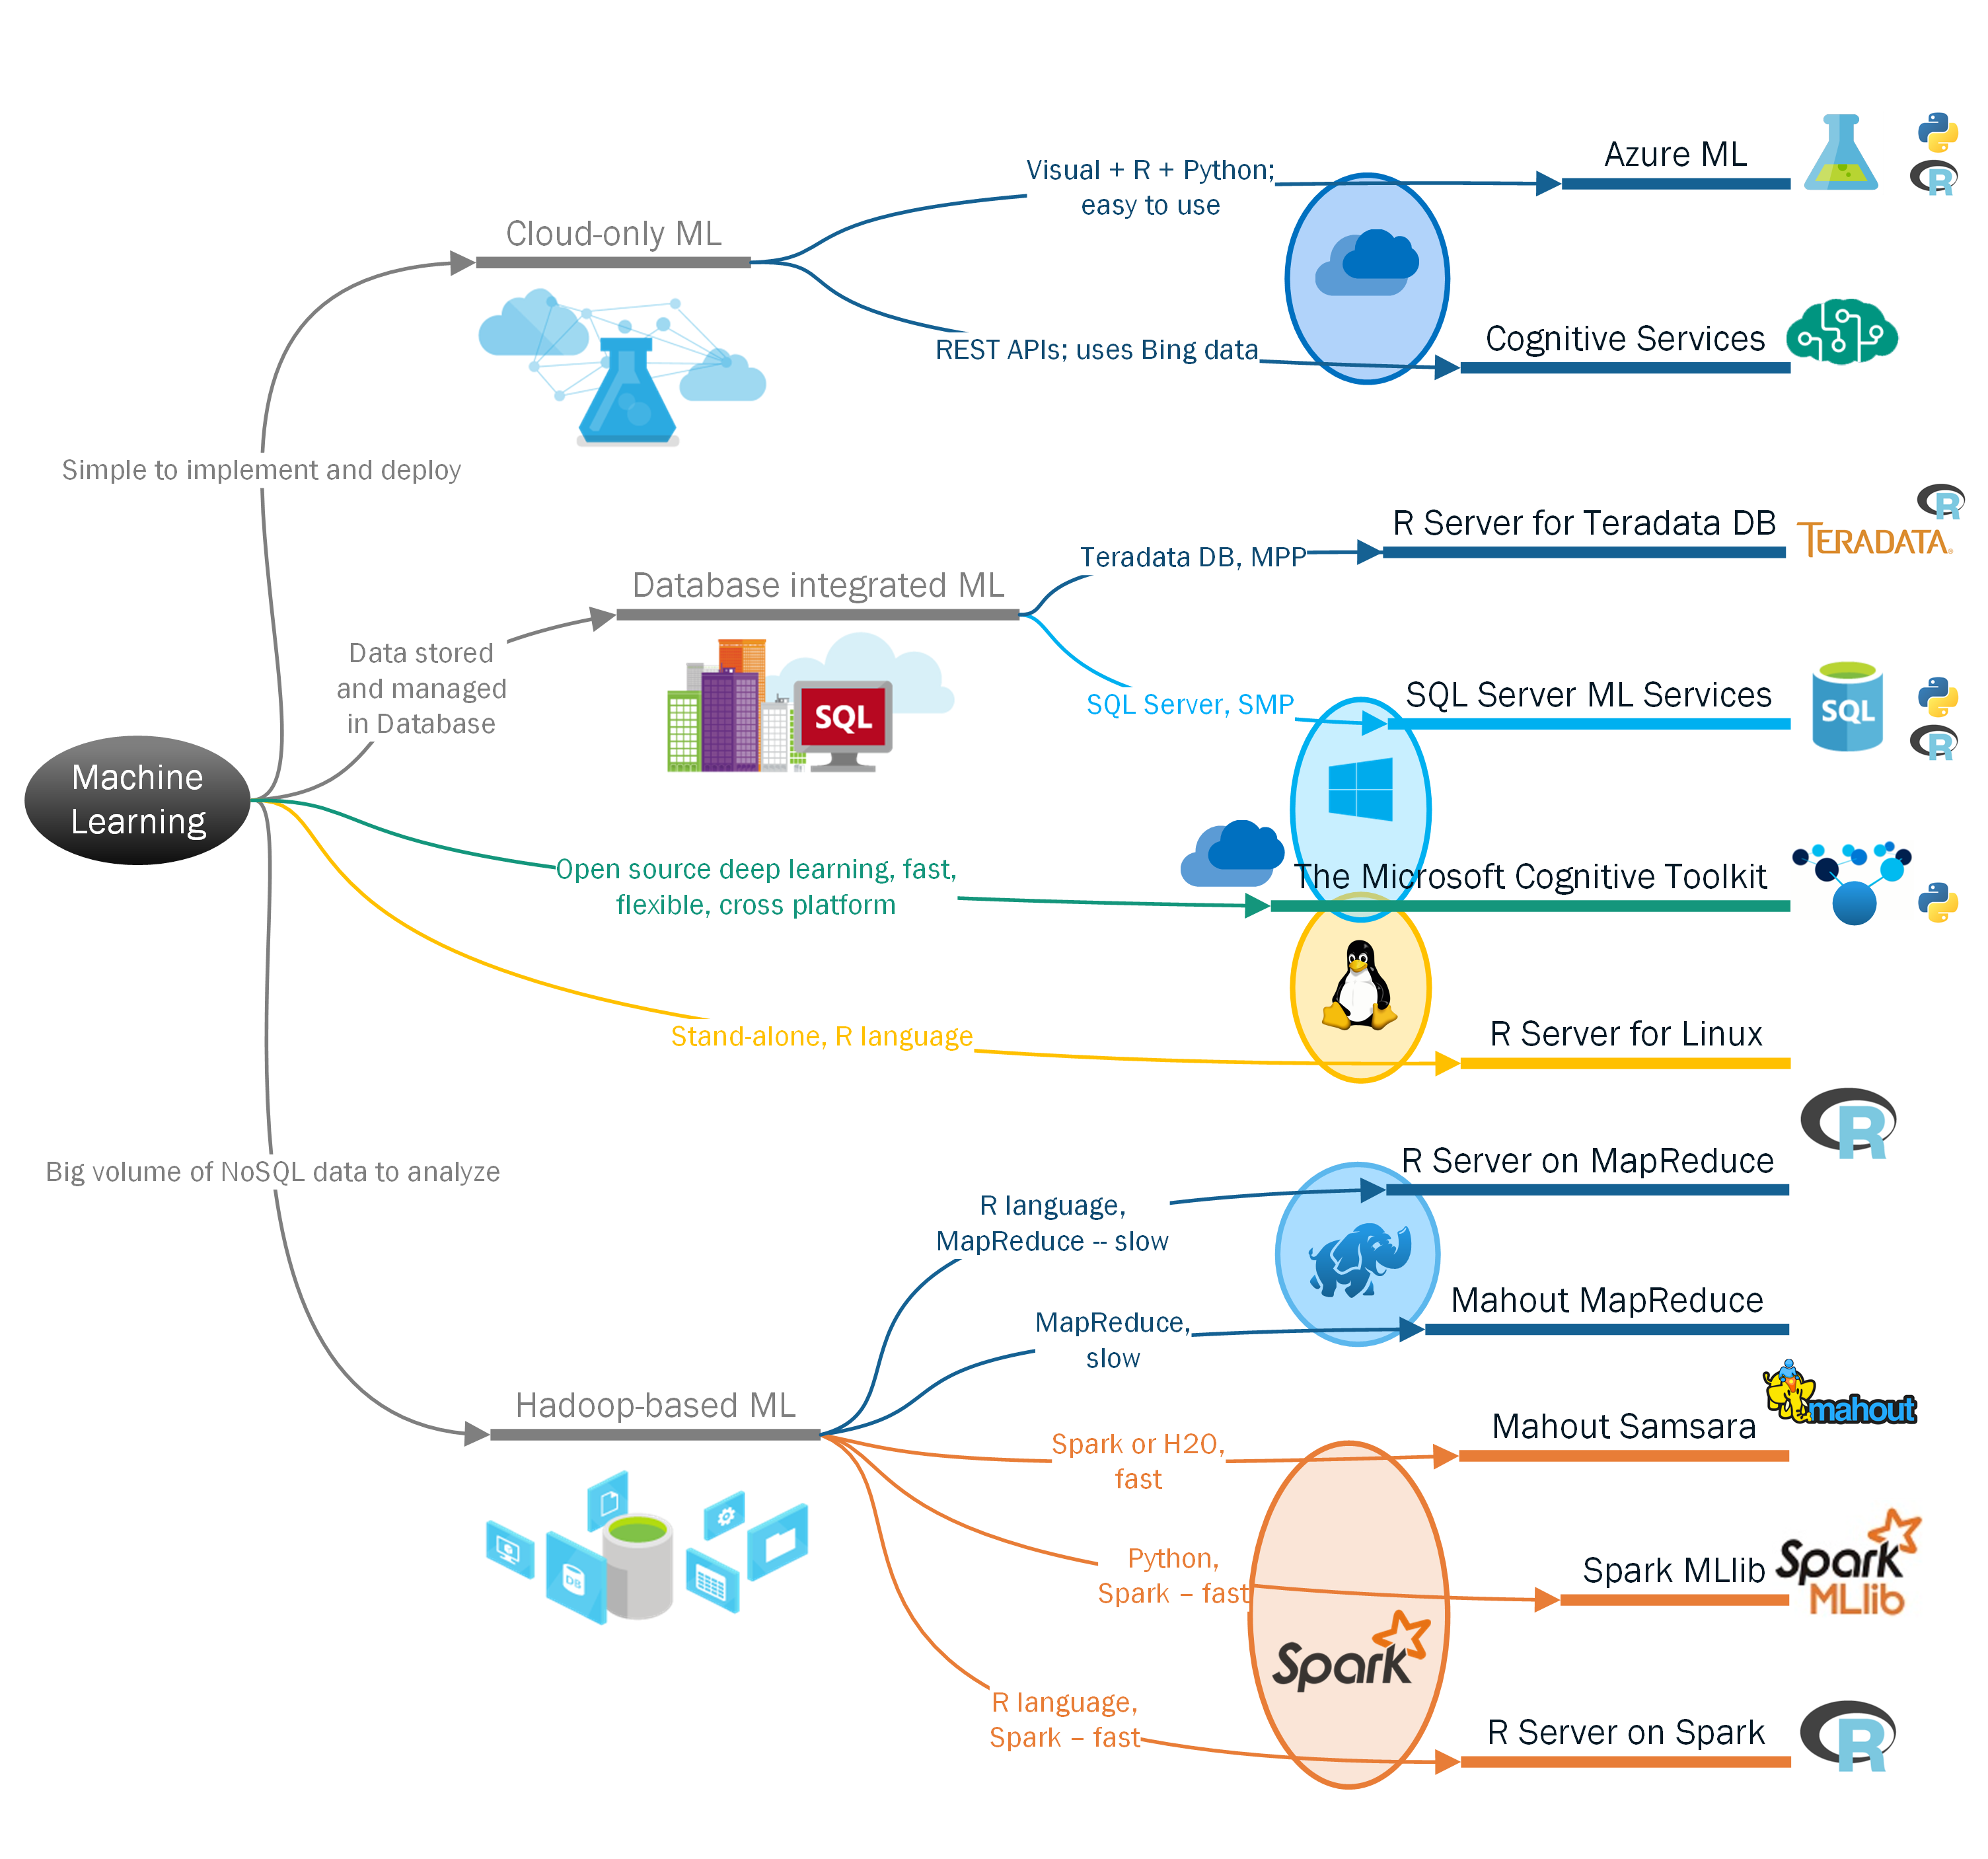 Machine
Learning
Simple to implement and deploy
Cloud-only ML
Visual + R + Python;
easy to use
Azure ML
R
REST APIs; uses Bing data
Cognitive Services
Data stored
and managed
in Database
Database integrated ML
SQL
Teradata DB, MPP
R Server for Teradata DB
R
TERADATA®
SQL Server, SMP
SQL Server ML Services
SQL
R
Open source deep learning, fast,
flexible, cross platform
The Microsoft Cognitive Toolkit
Stand-alone, R language
R Server for Linux
R
Big volume of NoSQL data to analyze
Hadoop-based ML
DB
R language,
MapReduce -- slow
R Server on MapReduce
MapReduce,
slow
Mahout MapReduce
mahout
Spark or H2O,
fast
Mahout Samsara
Python,
Spark – fast
Spark MLlib
Spark
MLlib
Spark
R language,
Spark – fast
R Server on Spark
R